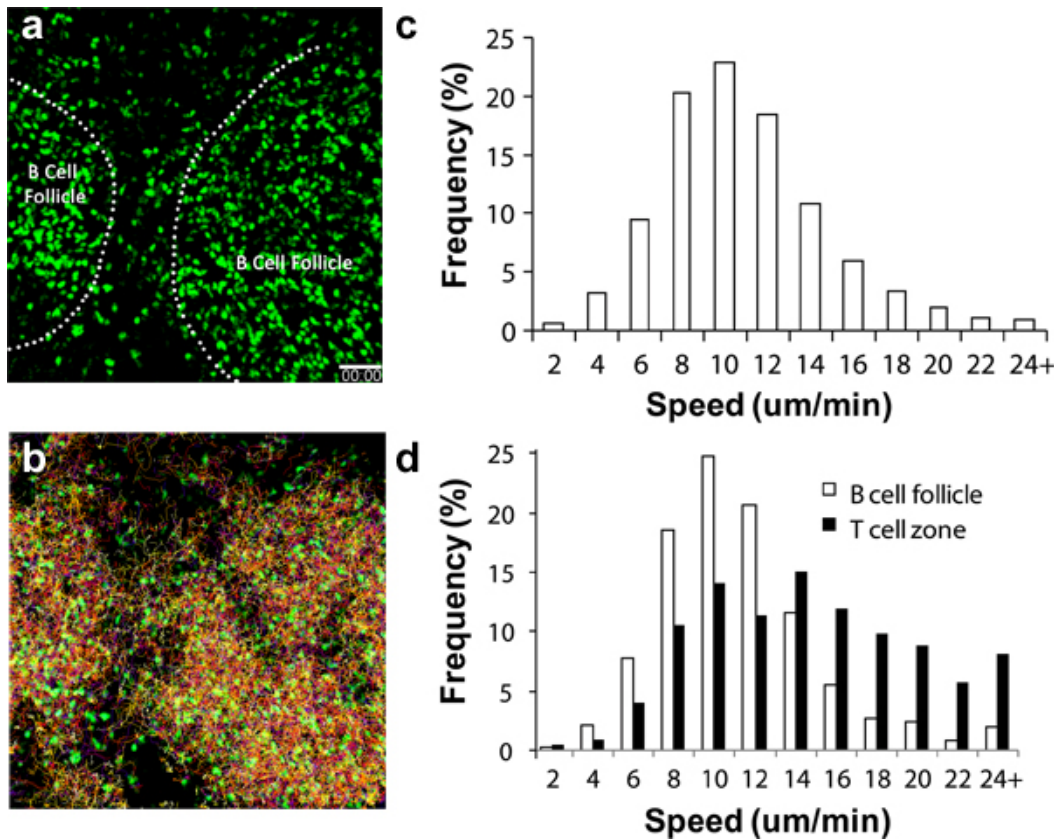 a
B Cell
Follicle
B Cell Follicle
00:00
b
c
Frequency (%)
25
20
15
10
5
0
2 4 6 8 10 12 14 16 18 20 22 24+
Speed (um/min)
d
Frequency (%)
25
20
15
10
5
0
B cell follicle
T cell zone
2 4 6 8 10 12 14 16 18 20 22 24+
Speed (um/min)